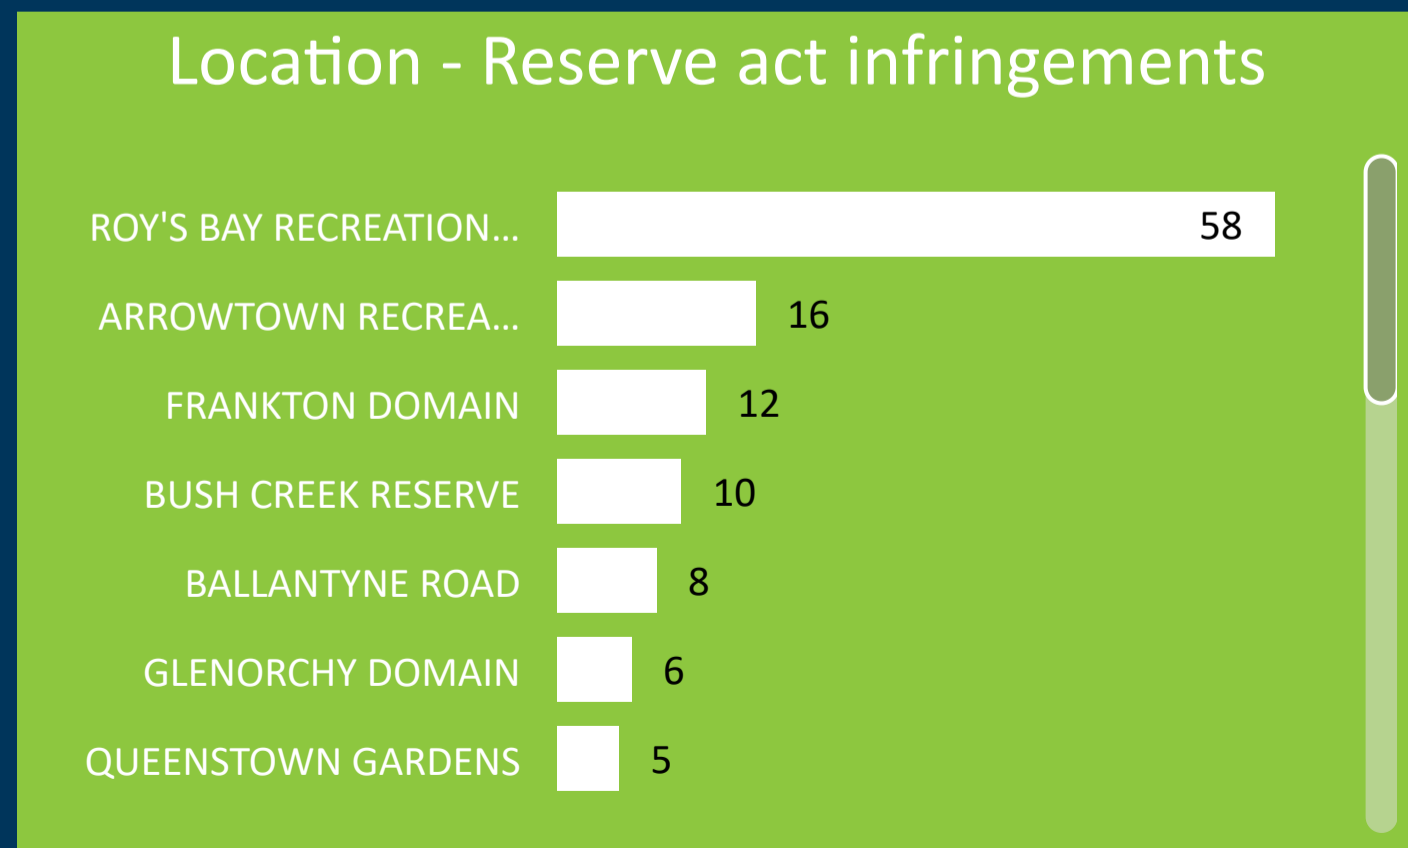 Location - Reserve act infringements
ROY'S BAY RECREATION... 58
ARROWTOWN RECREA... 16
FRANKTON DOMAIN 12
BUSH CREEK RESERVE 10
BALLANTYNE ROAD 8
GLENORCHY DOMAIN 6
QUEENSTOWN GARDENS 5